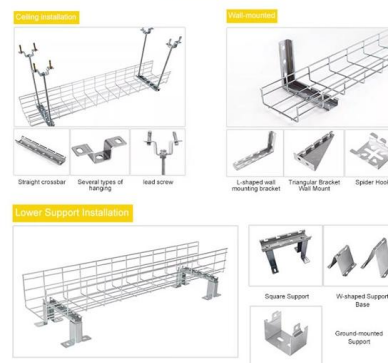 Ceiling installation
Straight crossbar
Several types of
hanging
lead screw
Wall-mounted
L-shaped wall
mounting bracket
Triangular Bracket
Wall Mount
Spider Hook
Lower Support Installation
Square Support
W-shaped Support
Base
Ground-mounted
Support